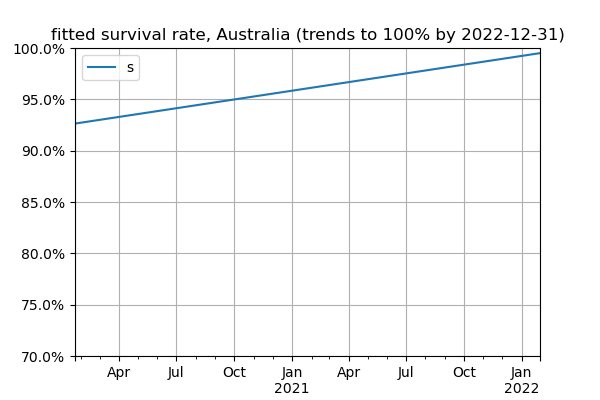 fitted survival rate, Australia (trends to 100% by 2022-12-31)
100.0%
s
95.0%
90.0%
85.0%
80.0%
75.0%
70.0%
Apr Jul Oct Jan Apr Jul Oct Jan
2021 2022